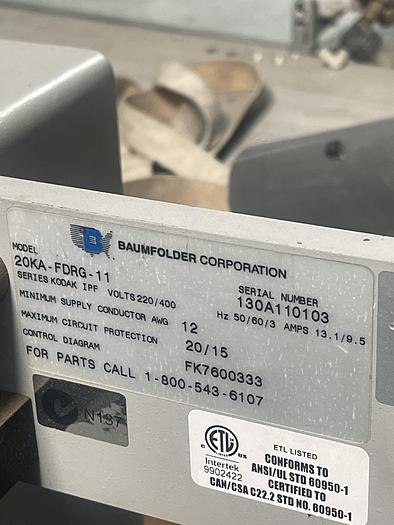 B BAUMFOLDER CORPORATION
MODEL
20KA-FDRG-11
SERIAL NUMBER
130A110103
SERIES KODAK IPF VOLTS 220/400 Hz 50/60/3 AMPS 13.1/9.5
MINIMUM SUPPLY CONDUCTOR AWG 12
MAXIMUM CIRCUIT PROTECTION 20/15
CONTROL DIAGRAM FK7600333
FOR PARTS CALL 1-800-543-6107
N137
ETL LISTED
CONFORMS TO
ANSI/UL STD 60950-1
CERTIFIED TO
CAN/CSA C22.2 STD NO. 60950-1
C ETL US
Intertek
9902422